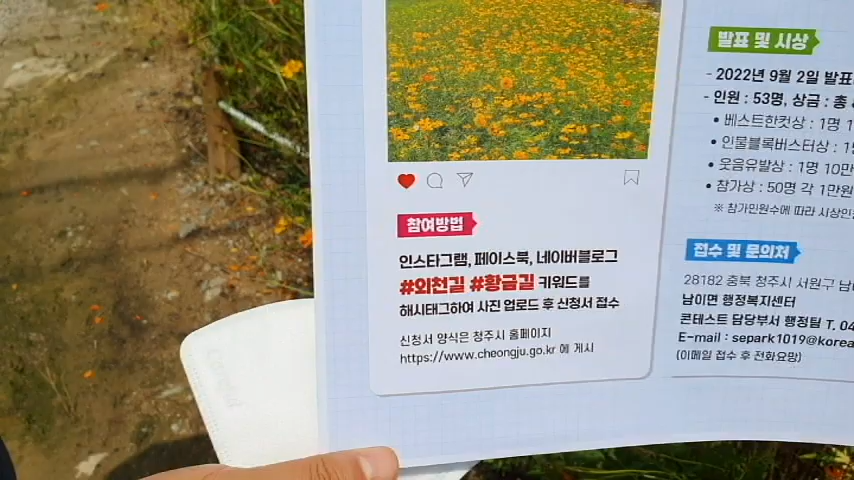 참여방법
인스타그램, 페이스북, 네이버블로그
#외천길 #황금길 키워드를
해시태그하여 사진 업로드 후 신청서 접수
신청서 양식은 청주시 홈페이지
https://www.cheongju.go.kr 에 게시
발표 및 시상
- 2022년 9월 2일 발표
- 인원 : 53명, 상금 : 총
• 베스트한컷상 : 1명 1
• 인물블록버스터상 : 1
• 웃음유발상 : 1명 10만
• 참가상 : 50명 각 1만원
※ 참가인원수에 따라 시상인
접수 및 문의처
28182 충북 청주시 서원구 남
남이면 행정복지센터
콘테스트 담당부서 행정팀 T. 04
E-mail : separk1019@korea
(이메일 접수 후 전화요망)